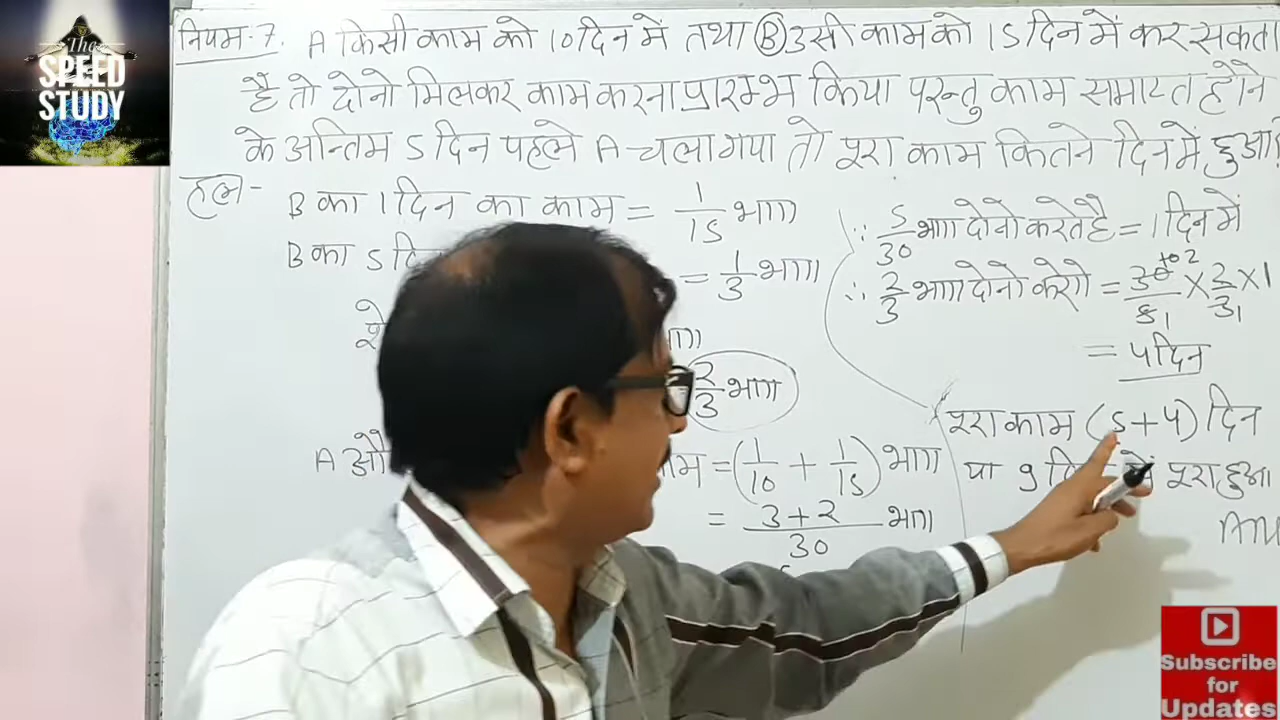 The
SPEED
STUDY
नियम:7. A किसी काम को 10 दिन में तथा B उसी काम को 15 दिन में कर सकता
है तो दोनो मिलकर काम करना प्रारम्भ किया परन्तु काम समाप्त होने
के अन्तिम 5 दिन पहले A चला गया तो पूरा काम कितने दिन में हुआ?
हल-
B का 1 दिन का काम = 1/15 भाग
B का 5 दि = 1/3 भाग
शे
2/3 भाग
A औ = (1/10 + 1/15) भाग
= 3+2/30 भाग
∵ 5/30 भाग दोनो करते है = 1 दिन में
∴ 2/3 भाग दोनो करेगे = 30/5 × 2/3 × 1
= 4 दिन
पूरा काम (5+4) दिन
या 9 में पूरा हुआ
Subscribe
for
Updates